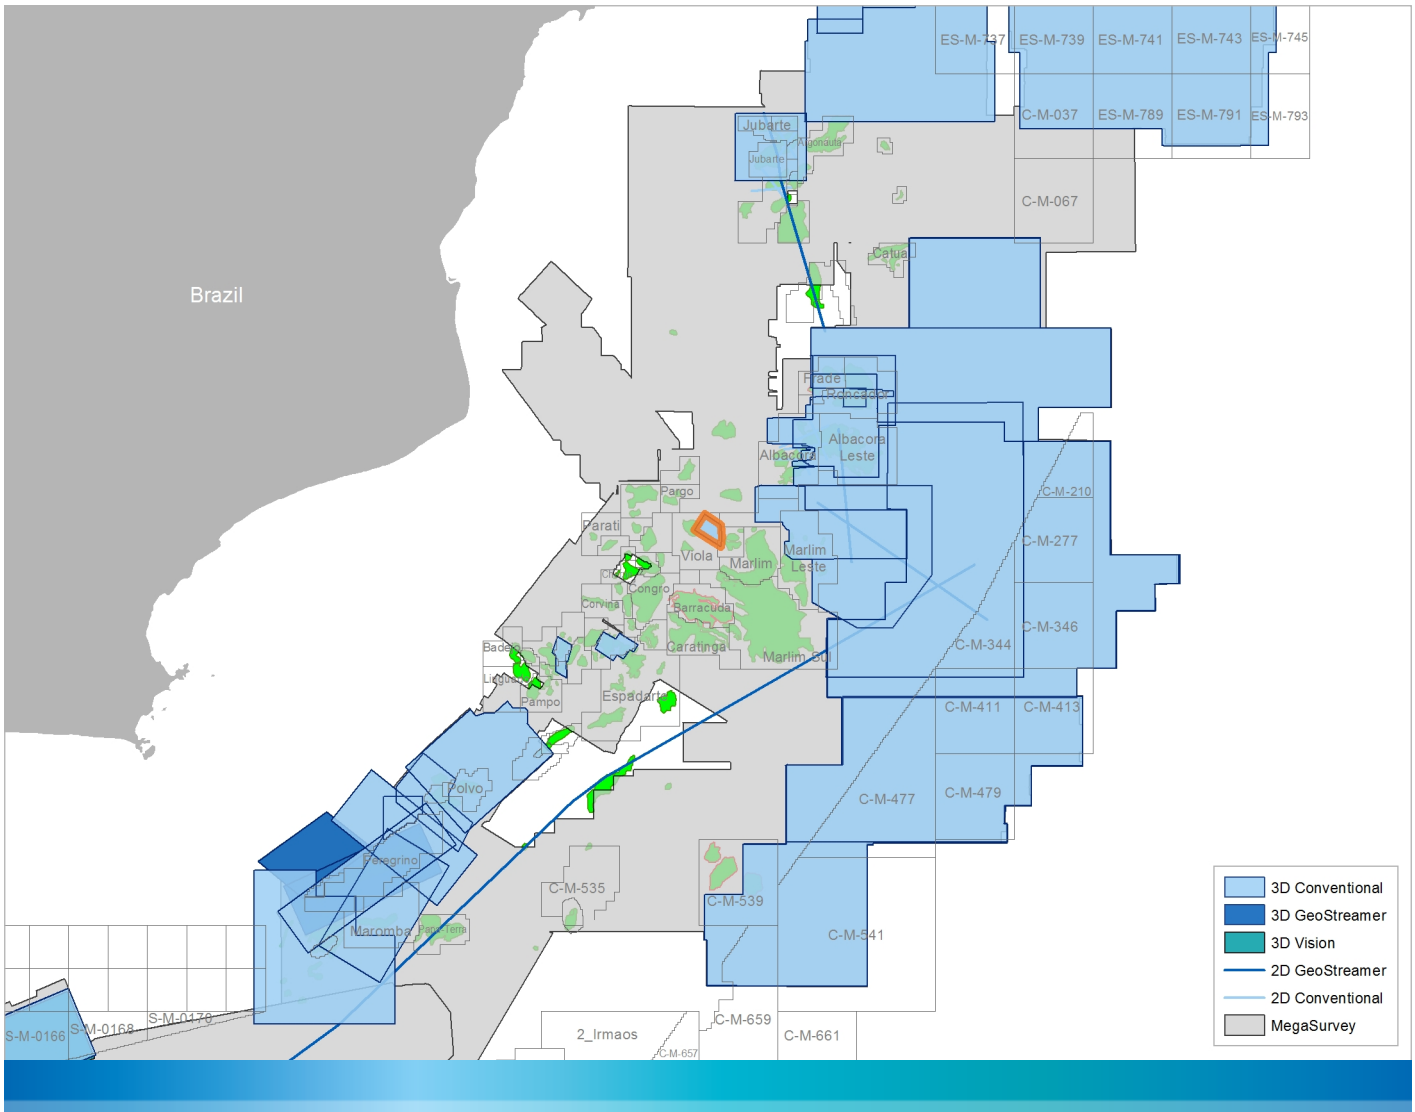 ES-M-737
ES-M-739
ES-M-741
ES-M-743
ES-M-745
C-M-037
ES-M-789
ES-M-791
ES-M-793
Jubarte
Argonauta
Jubarte
C-M-067
Catua
Brazil
Frade
Roncador
Albacora
Leste
Albacora
Pargo
C-M-210
Parati
C-M-277
Viola
Marlim
Marlim
Leste
Congro
Corvina
Barracuda
C-M-346
Badejo
Caratinga
C-M-344
Marlim Sul
Espadarte
Pampo
C-M-411
C-M-413
Polvo
C-M-477
C-M-479
Peregrino
C-M-535
C-M-539
Maromba
Papa-Terra
C-M-541
S-M-0166
S-M-0168
S-M-0170
2_Irmaos
C-M-659
C-M-661
C-M-657
3D Conventional
3D GeoStreamer
3D Vision
2D GeoStreamer
2D Conventional
MegaSurvey